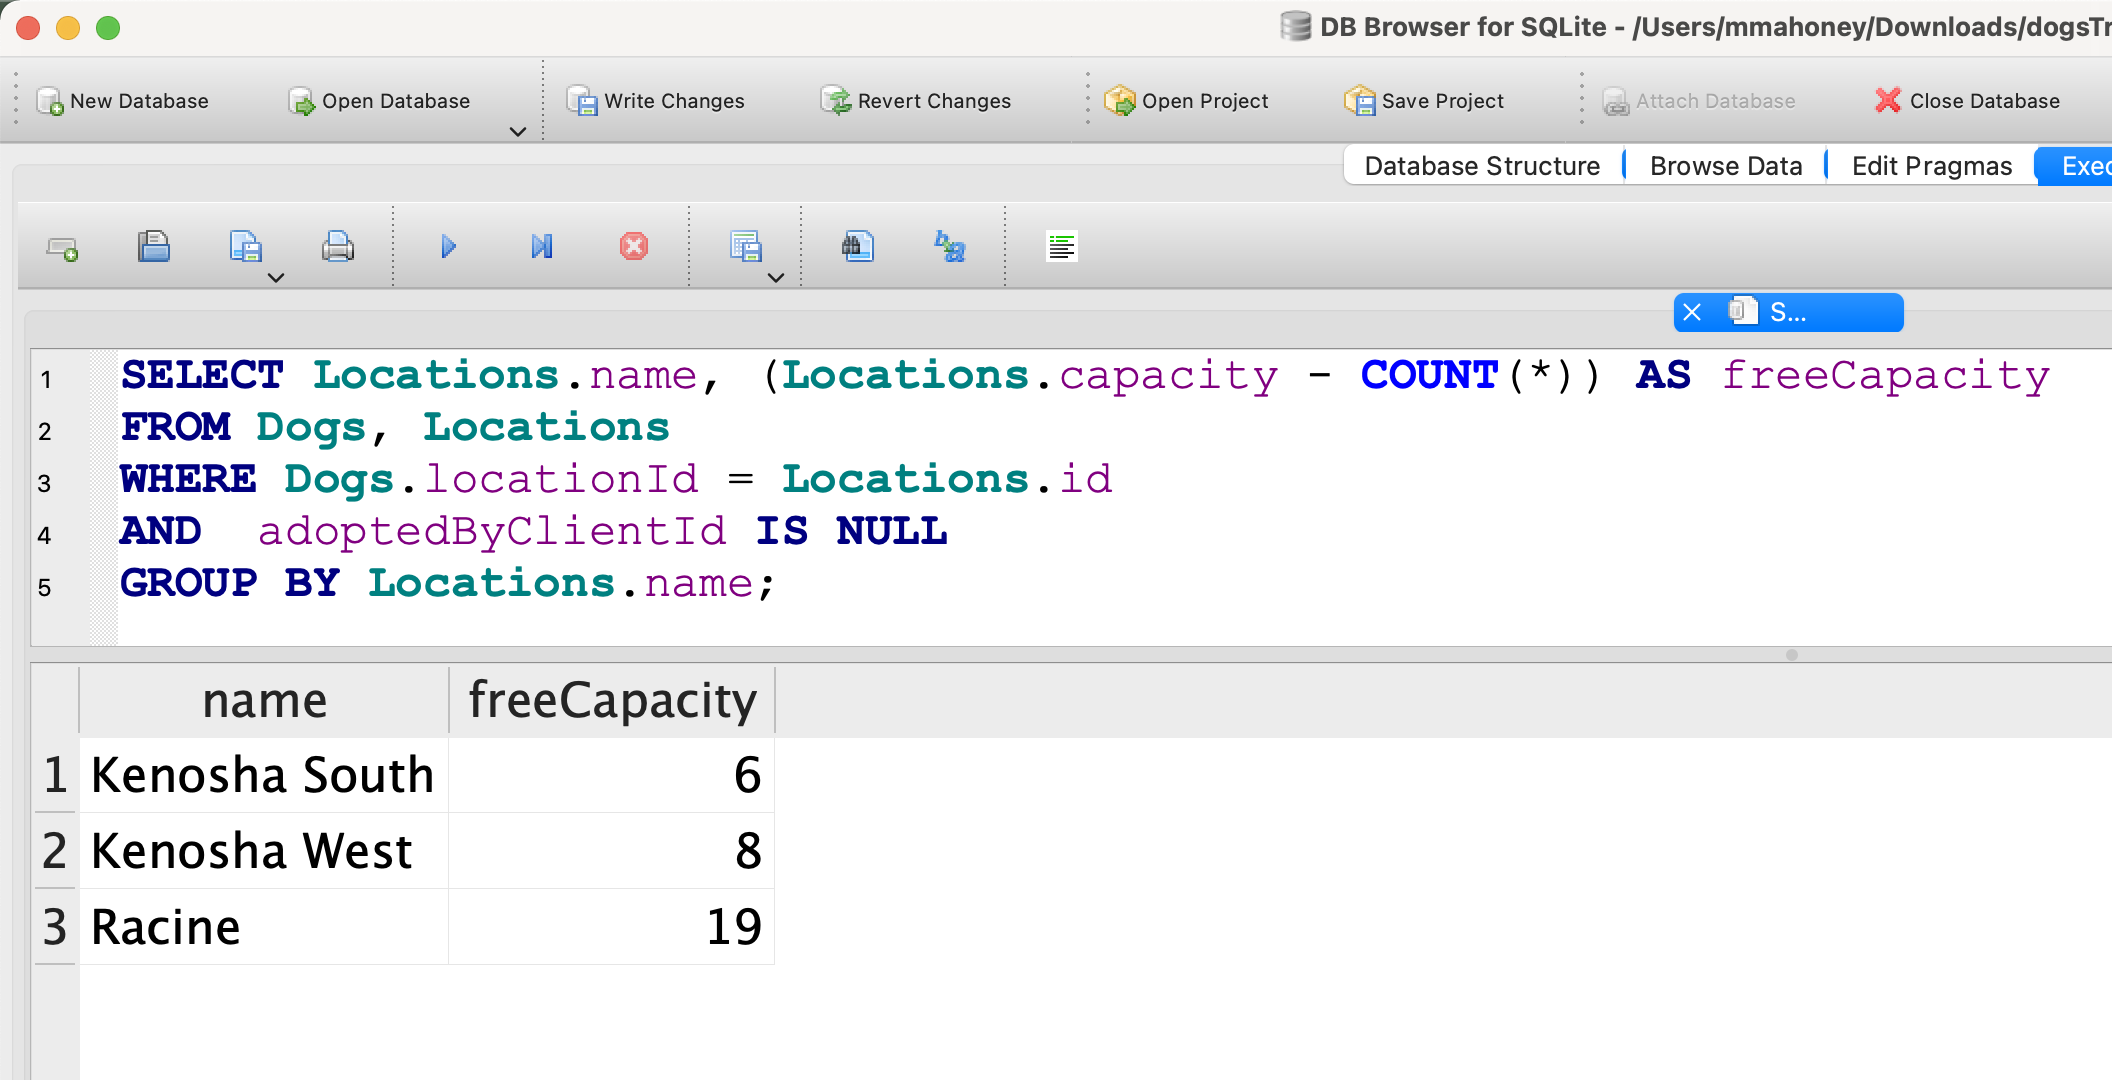 DB Browser for SQLite - /Users/mmahoney/Downloads/dogsTr
New Database Open Database Write Changes Revert Changes Open Project Save Project Attach Database Close Database
Database Structure Browse Data Edit Pragmas Exec
S...
1 SELECT Locations.name, (Locations.capacity - COUNT(*)) AS freeCapacity
2 FROM Dogs, Locations
3 WHERE Dogs.locationId = Locations.id
4 AND  adoptedByClientId IS NULL
5 GROUP BY Locations.name;
name freeCapacity
1 Kenosha South 6
2 Kenosha West 8
3 Racine 19